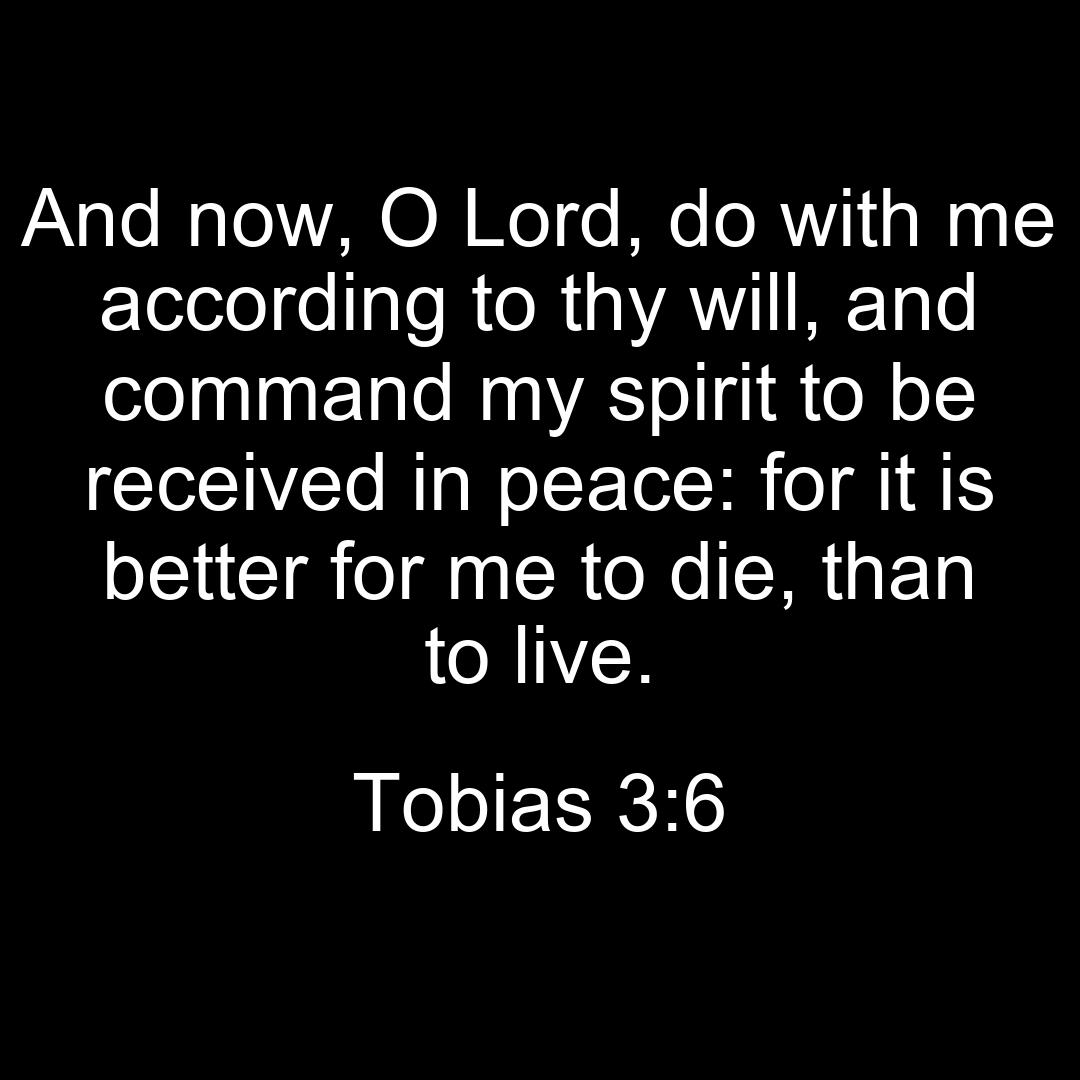 And now, O Lord, do with me
according to thy will, and
command my spirit to be
received in peace: for it is
better for me to die, than
to live.
Tobias 3:6